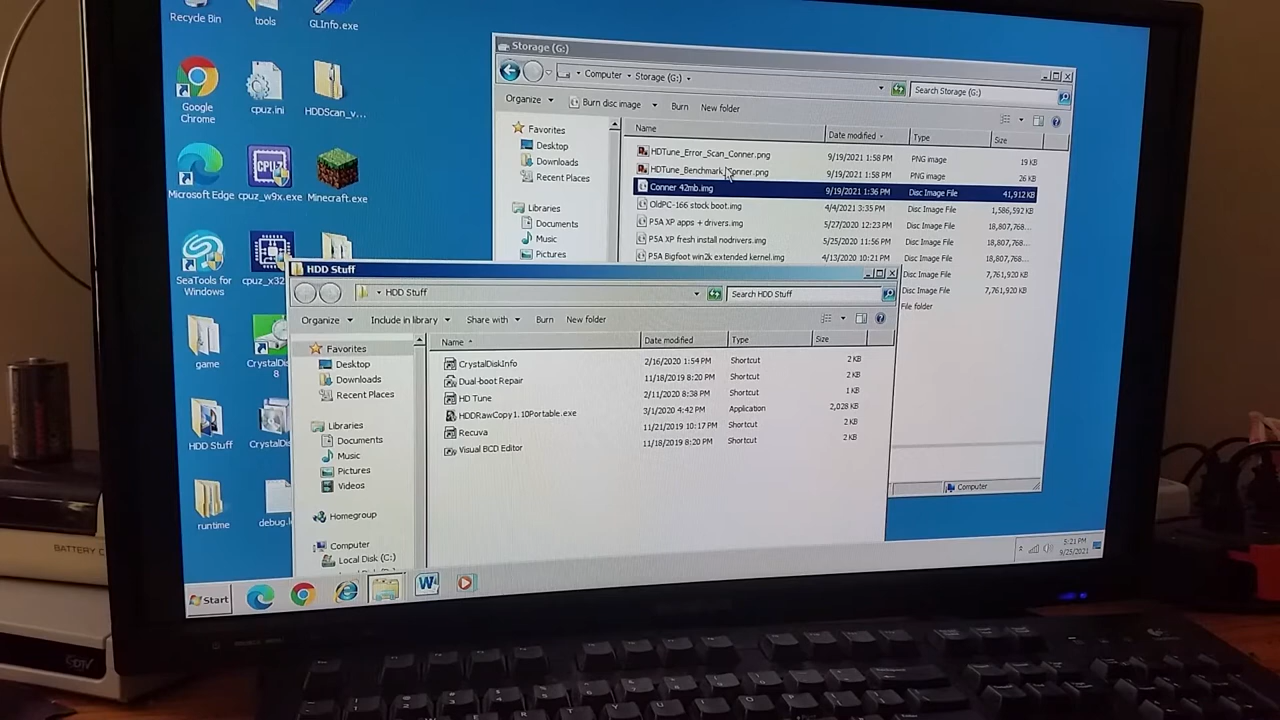 Recycle Bin
tools
GLInfo.exe
Google
Chrome
cpuz.ini
HDDScan_v...
Microsoft Edge
cpuz_w9x.exe
Minecraft.exe
SeaTools for
Windows
cpuz_x32
game
CrystalDis
8
HDD Stuff
CrystalDis
runtime
debug.l
Storage (G:)
Computer
Storage (G:)
Search Storage (G:)
Organize
Burn disc image
Burn
New folder
Favorites
Desktop
Downloads
Recent Places
Libraries
Documents
Music
Pictures
Name
Date modified
Type
Size
HDTune_Error_Scan_Conner.png
9/19/2021 1:58 PM
PNG image
19 KB
HDTune_Benchmark_Conner.png
9/19/2021 1:58 PM
PNG image
26 KB
Conner 42mb.img
9/19/2021 1:36 PM
Disc Image File
41,912 KB
OldPC-166 stock boot.img
4/4/2021 3:35 PM
Disc Image File
1,586,592 KB
P5A XP apps + drivers.img
5/27/2020 12:23 PM
Disc Image File
18,807,768...
P5A XP fresh install nodrivers.img
5/25/2020 11:56 PM
Disc Image File
18,807,768...
P5A Bigfoot win2k extended kernel.img
4/13/2020 10:21 PM
Disc Image File
18,807,768...
Disc Image File
7,761,920 KB
Disc Image File
7,761,920 KB
File folder
Computer
HDD Stuff
HDD Stuff
Search HDD Stuff
Organize
Include in library
Share with
Burn
New folder
Favorites
Desktop
Downloads
Recent Places
Libraries
Documents
Music
Pictures
Videos
Homegroup
Computer
Local Disk (C:)
Name
Date modified
Type
Size
CrystalDiskInfo
2/16/2020 1:54 PM
Shortcut
2 KB
Dual-boot Repair
11/18/2019 8:20 PM
Shortcut
2 KB
HD Tune
2/11/2020 8:38 PM
Shortcut
1 KB
HDDRawCopy1.10Portable.exe
3/1/2020 4:42 PM
Application
2,028 KB
Recuva
11/21/2019 10:17 PM
Shortcut
2 KB
Visual BCD Editor
11/18/2019 8:20 PM
Shortcut
2 KB
Start
5:21 PM
9/25/2021
BATTERY C